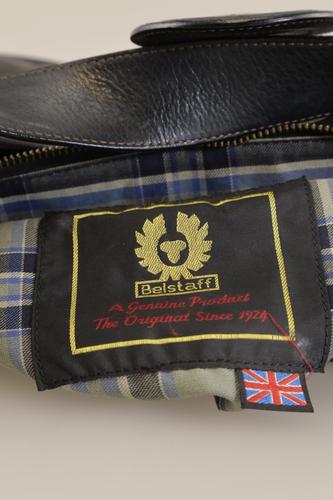 Belstaff
A Genuine Product
The Original Since 1924